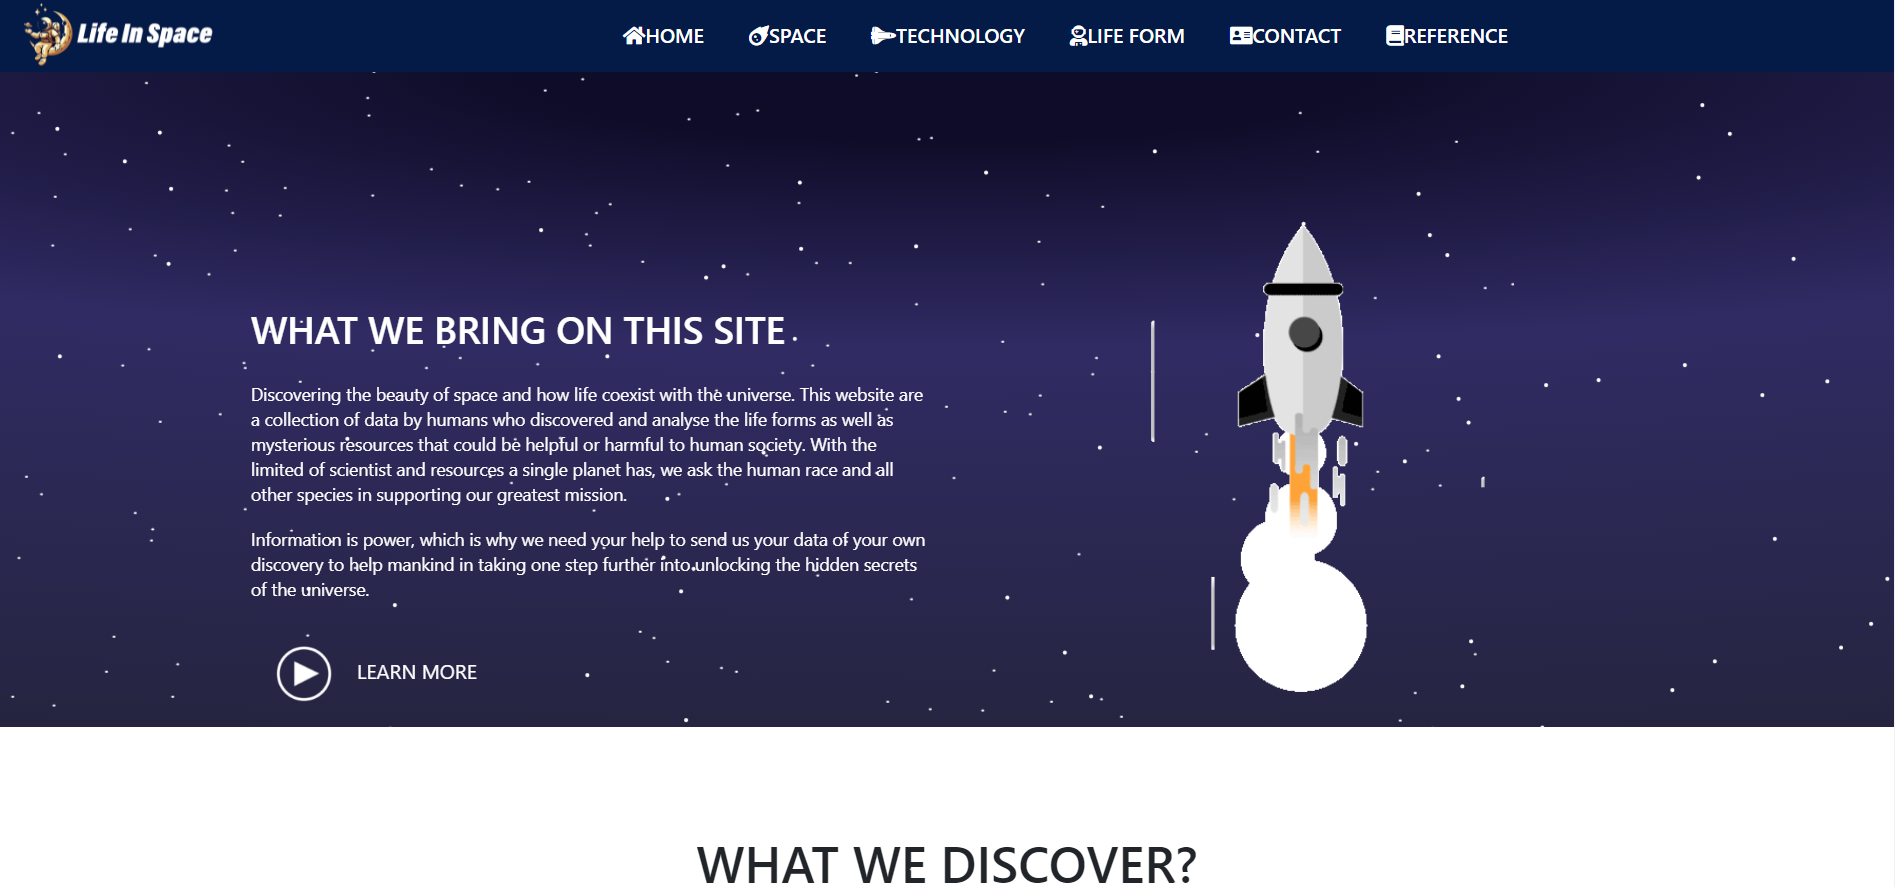 Life In Space
HOME SPACE TECHNOLOGY LIFE FORM CONTACT REFERENCE
WHAT WE BRING ON THIS SITE
Discovering the beauty of space and how life coexist with the universe. This website are
a collection of data by humans who discovered and analyse the life forms as well as
mysterious resources that could be helpful or harmful to human society. With the
limited of scientist and resources a single planet has, we ask the human race and all
other species in supporting our greatest mission.
Information is power, which is why we need your help to send us your data of your own
discovery to help mankind in taking one step further into unlocking the hidden secrets
of the universe.
LEARN MORE
WHAT WE DISCOVER?